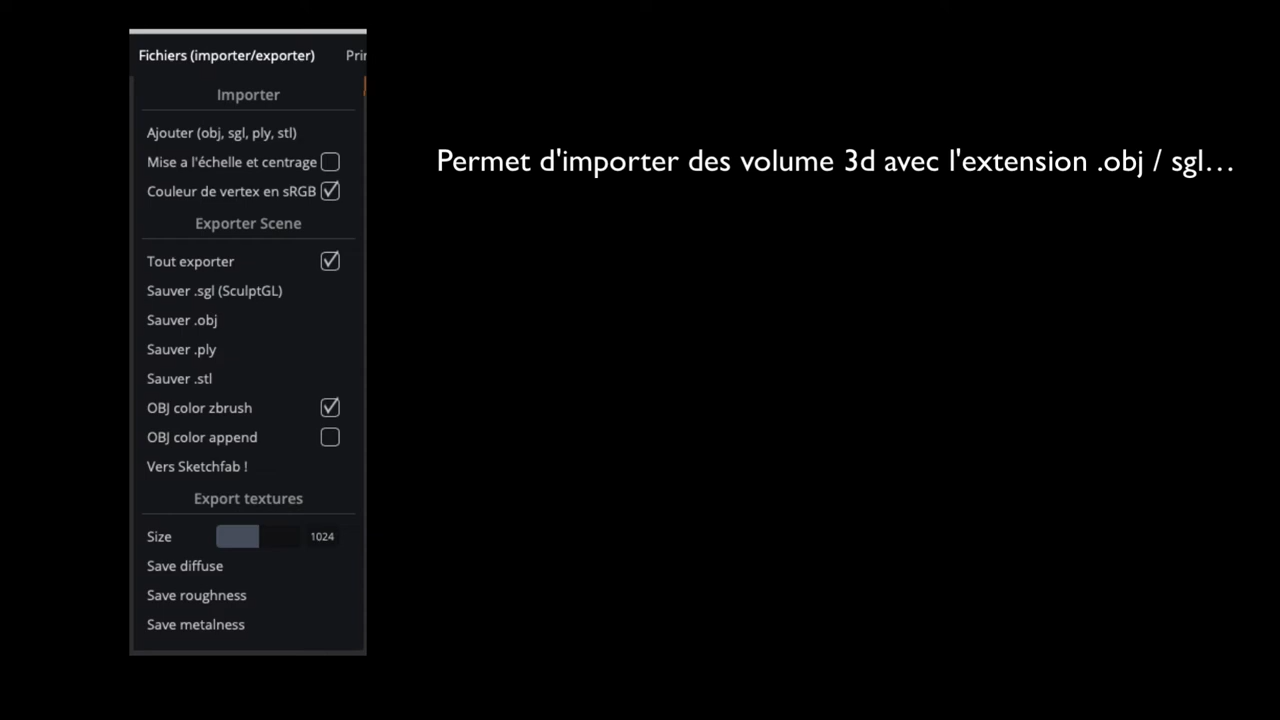 Fichiers (importer/exporter)
Importer
Ajouter (obj, sgl, ply, stl)
Mise a l'échelle et centrage
Couleur de vertex en sRGB
Exporter Scene
Tout exporter
Sauver .sgl (SculptGL)
Sauver .obj
Sauver .ply
Sauver .stl
OBJ color zbrush
OBJ color append
Vers Sketchfab !
Export textures
Size 1024
Save diffuse
Save roughness
Save metalness
Permet d'importer des volume 3d avec l'extension .obj / sgl…